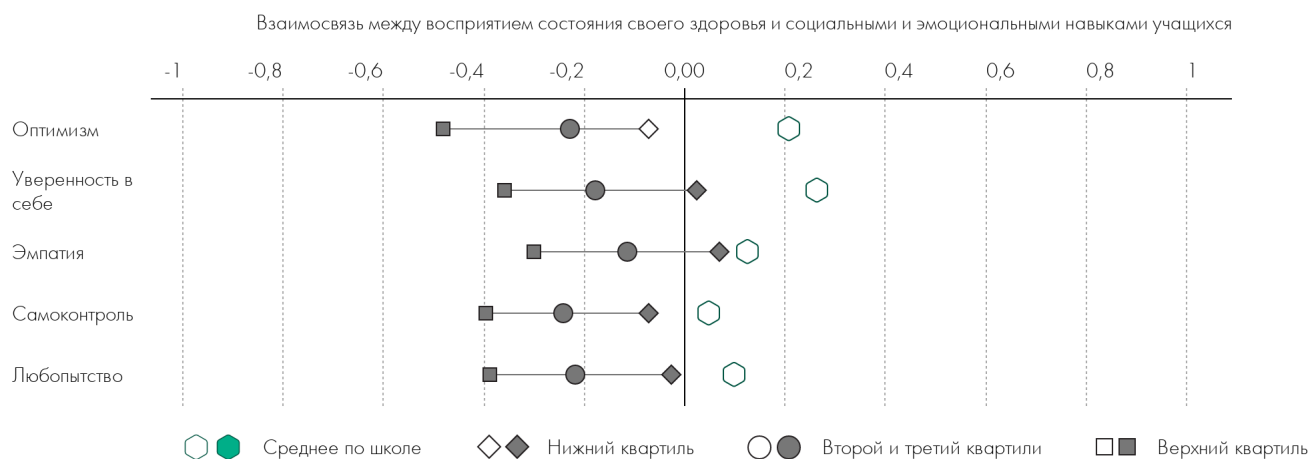 Взаимосвязь между восприятием состояния своего здоровья и социальными и эмоциональными навыками учащихся
-1 -0,8 -0,6 -0,4 -0,2 0,00 0,2 0,4 0,6 0,8 1
Оптимизм
Уверенность в
себе
Эмпатия
Самоконтроль
Любопытство
Среднее по школе Нижний квартиль Второй и третий квартили Верхний квартиль